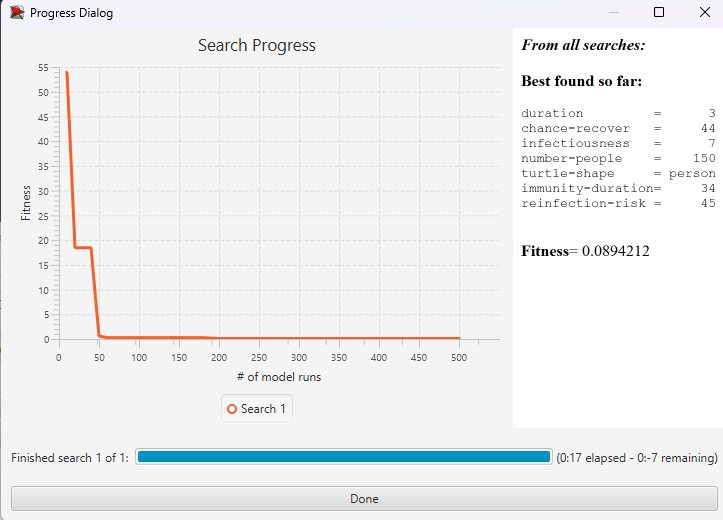 Progress Dialog
Search Progress
55
50
45
40
35
30
25
20
15
10
5
0
Fitness
0 50 100 150 200 250 300 350 400 450 500
# of model runs
Search 1
From all searches:
Best found so far:
duration = 3
chance-recover = 44
infectiousness = 7
number-people = 150
turtle-shape = person
immunity-duration= 34
reinfection-risk = 45
Fitness= 0.0894212
Finished search 1 of 1: (0:17 elapsed - 0:-7 remaining)
Done